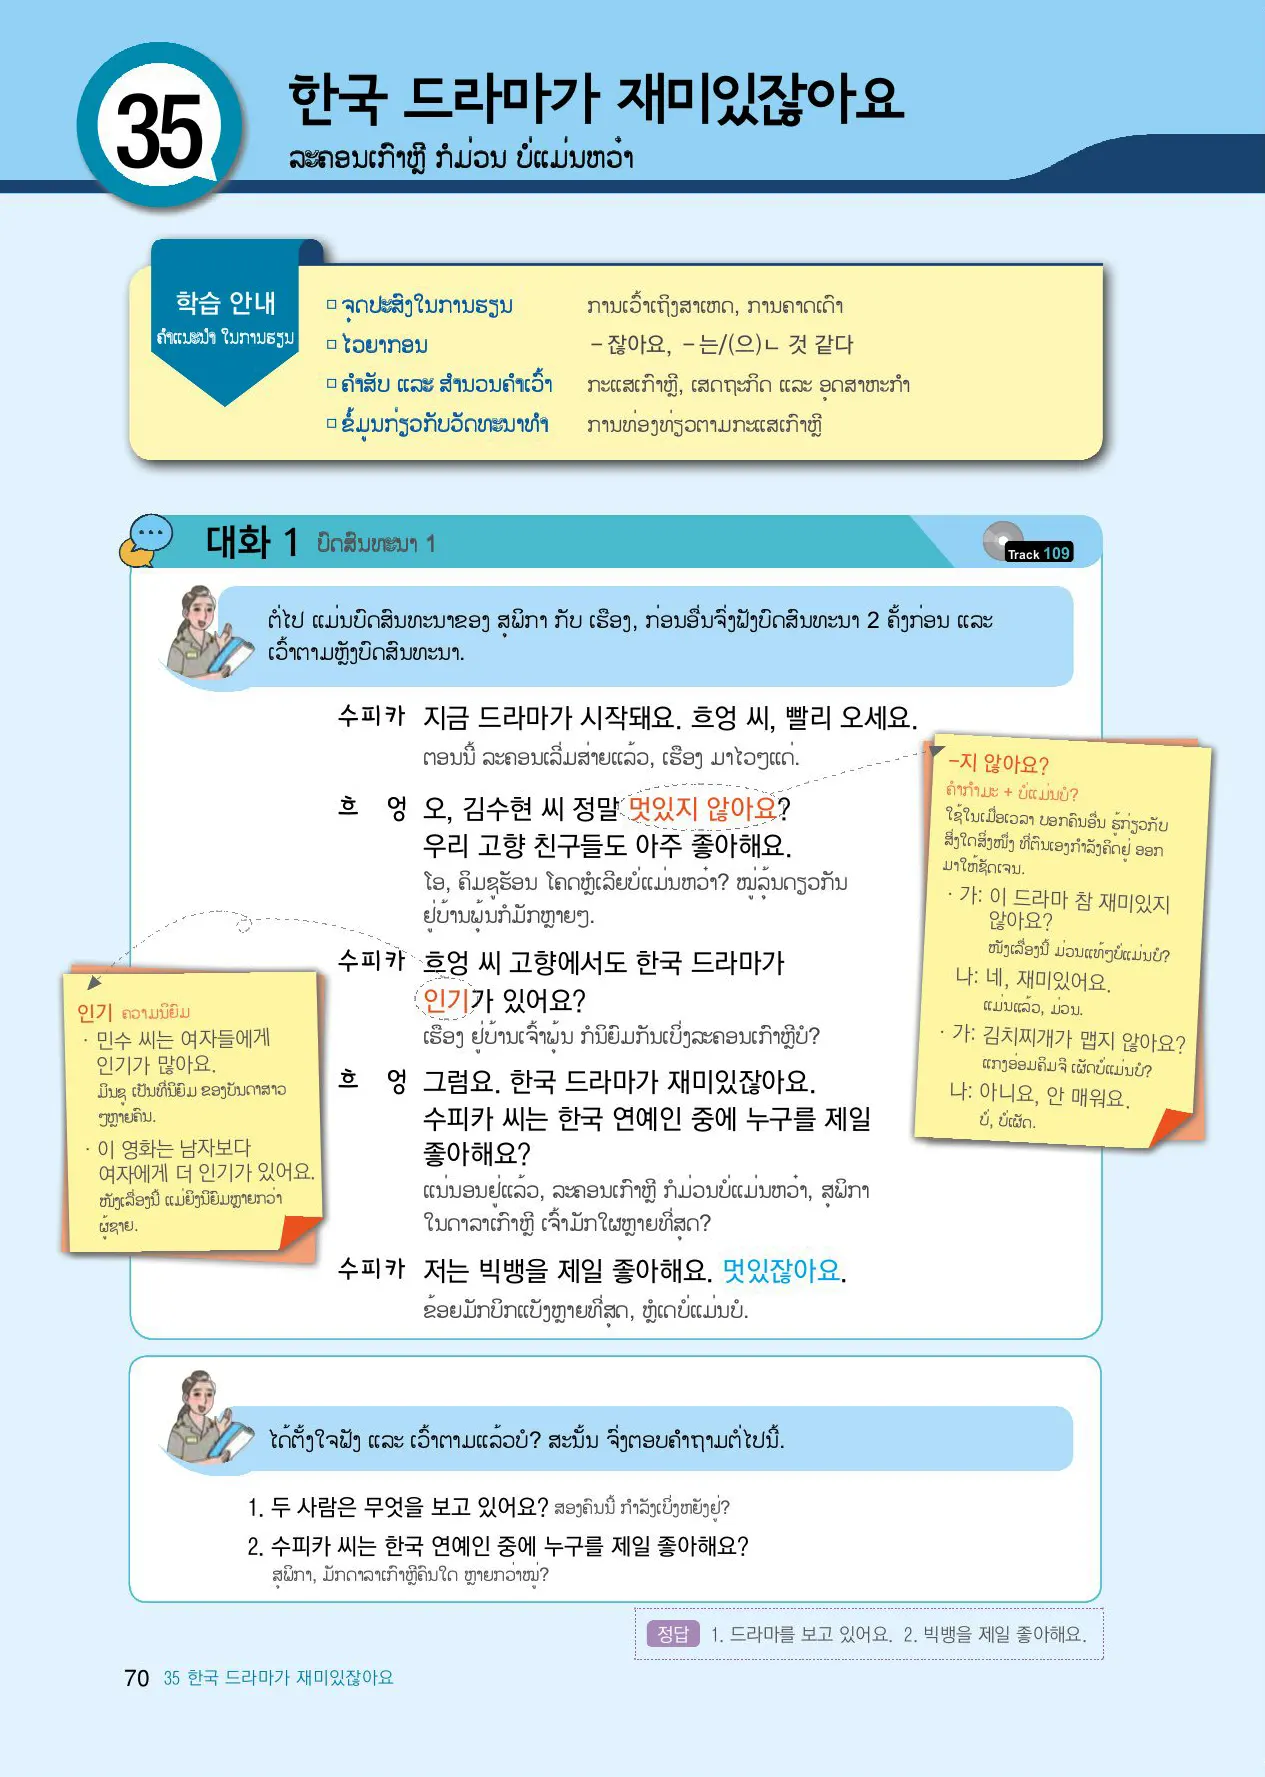 35
한국 드라마가 재미있잖아요
ລະຄອນເກົາຫຼີ ກໍມ່ວນ ບໍ່ແມ່ນຫວ໋າ
학습 안내
ຄຳແນະນຳ ໃນການຮຽນ
□ ຈຸດປະສົງໃນການຮຽນ ການເວົ້າເຖິງສາເຫດ, ການຄາດເດົາ
□ ໄວຍາກອນ －잖아요, －는/(으)ㄴ 것 같다
□ ຄຳສັບ ແລະ ສຳນວນຄຳເວົ້າ ກະແສເກົາຫຼີ, ເສດຖະກິດ ແລະ ອຸດສາຫະກຳ
□ ຂໍ້ມູນກ່ຽວກັບວັດທະນາທຳ ການທ່ອງທ່ຽວຕາມກະແສເກົາຫຼີ
대화 1 ບົດສົນທະນາ 1
Track 109
ຕໍ່ໄປ ແມ່ນບົດສົນທະນາຂອງ ສຸພິກາ ກັບ ເຮືອງ, ກ່ອນອື່ນຈົ່ງຟັງບົດສົນທະນາ 2 ຄັ້ງກ່ອນ ແລະ
ເວົ້າຕາມຫຼັງບົດສົນທະນາ.
수피카 지금 드라마가 시작돼요. 흐엉 씨, 빨리 오세요.
ຕອນນີ້ ລະຄອນເລີ່ມສ່າຍແລ້ວ, ເຮືອງ ມາໄວໆແດ່.
흐 엉 오, 김수현 씨 정말 멋있지 않아요?
우리 고향 친구들도 아주 좋아해요.
ໂອ, ຄິມຊູຮັອນ ໂຄດຫຼໍ່ເລີຍບໍ່ແມ່ນຫວ໋າ? ໝູ່ລຸ້ນດຽວກັນ
ຢູ່ບ້ານພຸ້ນກໍມັກຫຼາຍໆ.
수피카 흐엉 씨 고향에서도 한국 드라마가
인기가 있어요?
ເຮືອງ ຢູ່ບ້ານເຈົ້າພຸ້ນ ກໍນິຍົມກັນເບິ່ງລະຄອນເກົາຫຼີບໍ?
흐 엉 그럼요. 한국 드라마가 재미있잖아요.
수피카 씨는 한국 연예인 중에 누구를 제일
좋아해요?
ແນ່ນອນຢູ່ແລ້ວ, ລະຄອນເກົາຫຼີ ກໍມ່ວນບໍ່ແມ່ນຫວ໋າ, ສຸພິກາ
ໃນດາລາເກົາຫຼີ ເຈົ້າມັກໃຜຫຼາຍທີ່ສຸດ?
수피카 저는 빅뱅을 제일 좋아해요. 멋있잖아요.
ຂ້ອຍມັກບິກແບັງຫຼາຍທີ່ສຸດ, ຫຼໍ່ເດບໍ່ແມ່ນບໍ.
-지 않아요?
ຄຳກຳມະ + ບໍ່ແມ່ນບໍ?
ໃຊ້ໃນເມື່ອເວລາ ບອກຄົນອື່ນ ຮູ້ກ່ຽວກັບ
ສິ່ງໃດສິ່ງໜຶ່ງ ທີ່ຕົນເອງກຳລັງຄິດຢູ່ ອອກ
ມາໃຫ້ຊັດເຈນ.
· 가: 이 드라마 참 재미있지
않아요?
ໜັງເລື່ອງນີ້ ມ່ວນແທ້ໆບໍ່ແມ່ນບໍ?
나: 네, 재미있어요.
ແມ່ນແລ້ວ, ມ່ວນ.
· 가: 김치찌개가 맵지 않아요?
ແກງອ່ອມຄິມຈິ ເຜັດບໍ່ແມ່ນບໍ?
나: 아니요, 안 매워요.
ບໍ່, ບໍ່ເຜັດ.
인기 ຄວາມນິຍົມ
· 민수 씨는 여자들에게
인기가 많아요.
ມິນຊູ ເປັນທີ່ນິຍົມ ຂອງບັນດາສາວ
ໆຫຼາຍຄົນ.
· 이 영화는 남자보다
여자에게 더 인기가 있어요.
ໜັງເລື່ອງນີ້ ແມ່ຍິງນິຍົມຫຼາຍກວ່າ
ຜູ້ຊາຍ.
ໄດ້ຕັ້ງໃຈຟັງ ແລະ ເວົ້າຕາມແລ້ວບໍ? ສະນັ້ນ ຈົ່ງຕອບຄຳຖາມຕໍ່ໄປນີ້.
1. 두 사람은 무엇을 보고 있어요? ສອງຄົນນີ້ ກຳລັງເບິ່ງຫຍັງຢູ່?
2. 수피카 씨는 한국 연예인 중에 누구를 제일 좋아해요?
ສຸພິກາ, ມັກດາລາເກົາຫຼີຄົນໃດ ຫຼາຍກວ່າໝູ່?
정답 1. 드라마를 보고 있어요. 2. 빅뱅을 제일 좋아해요.
70 35 한국 드라마가 재미있잖아요